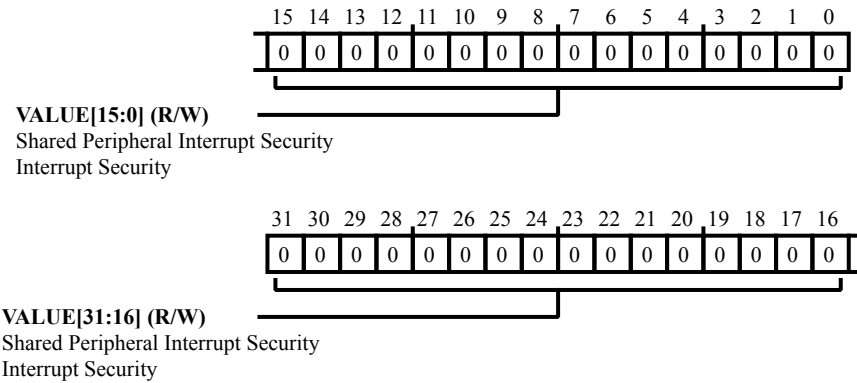 15 14 13 12 11 10 9 8 7 6 5 4 3 2 1 0
0 0 0 0 0 0 0 0 0 0 0 0 0 0 0 0
VALUE[15:0] (R/W)
Shared Peripheral Interrupt Security
Interrupt Security
31 30 29 28 27 26 25 24 23 22 21 20 19 18 17 16
0 0 0 0 0 0 0 0 0 0 0 0 0 0 0 0
VALUE[31:16] (R/W)
Shared Peripheral Interrupt Security
Interrupt Security